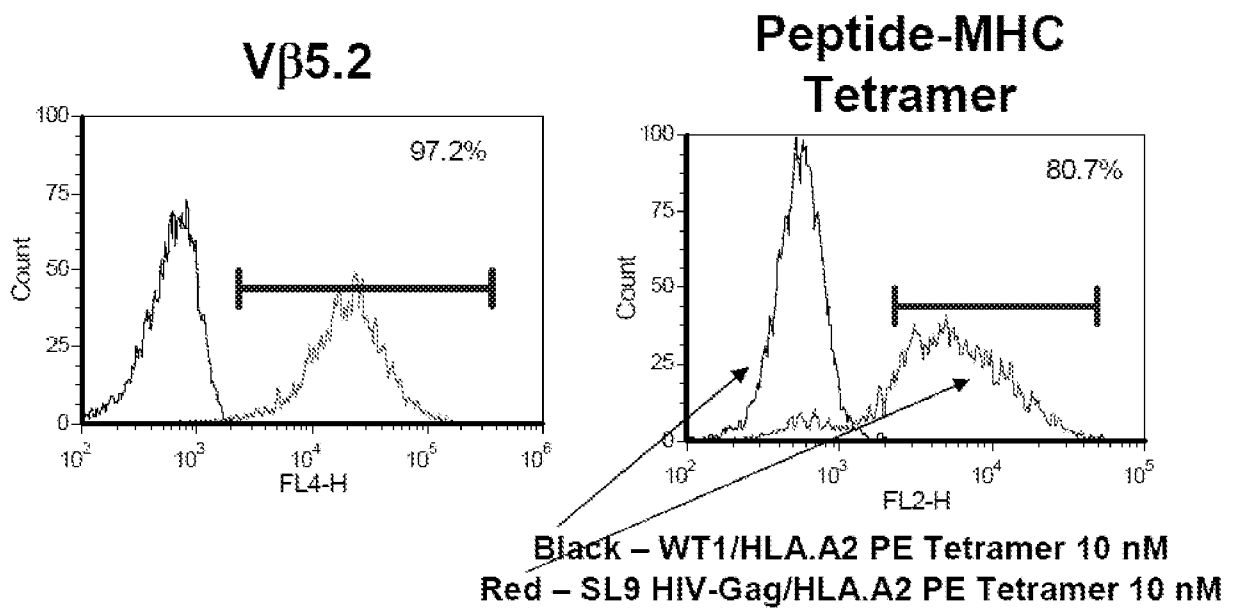 Vβ5.2
Peptide-MHC
Tetramer
100
75
50
25
0
Count
97.2%
10² 10³ 10⁴ 10⁵ 10⁶
FL4-H
100
75
50
25
0
Count
80.7%
10² 10³ 10⁴ 10⁵
FL2-H
Black – WT1/HLA.A2 PE Tetramer 10 nM
Red – SL9 HIV-Gag/HLA.A2 PE Tetramer 10 nM